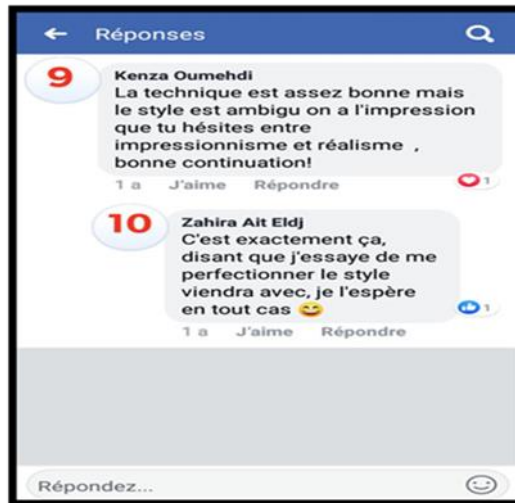 Réponses
9
Kenza Oumehdi
La technique est assez bonne mais
le style est ambigu on a l'impression
que tu hésites entre
impressionnisme et réalisme ,
bonne continuation!
1 a J'aime Répondre 1
10
Zahira Ait Eldj
C'est exactement ça,
disant que j'essaye de me
perfectionner le style
viendra avec, je l'espère
en tout cas 😄
1
1 a J'aime Répondre
Répondez...